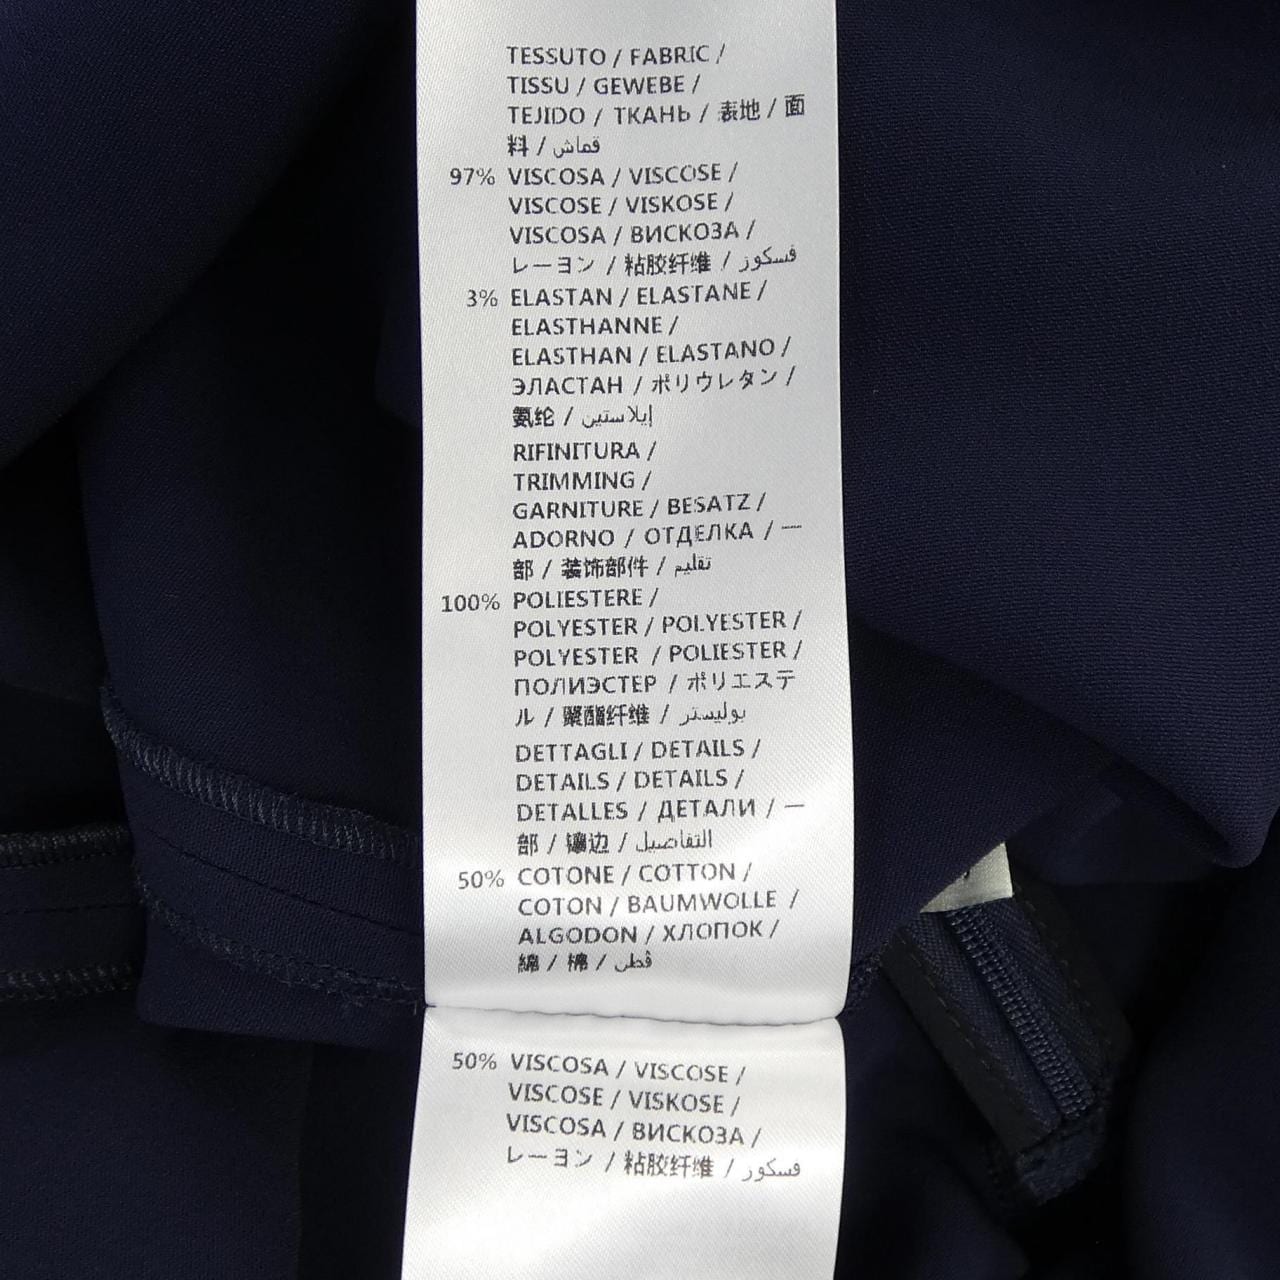 TESSUTO / FABRIC /
TISSU / GEWEBE /
TEJIDO / ТКАНЬ / 表地 / 面
料 / قماش
97% VISCOSA / VISCOSE /
VISCOSE / VISKOSE /
VISCOSA / ВИСКОЗА /
レーヨン / 粘胶纤维 / فسكوز
3% ELASTAN / ELASTANE /
ELASTHANNE /
ELASTHAN / ELASTANO /
ЭЛАСТАН / ポリウレタン /
氨纶 / إيلاستين
RIFINITURA /
TRIMMING /
GARNITURE / BESATZ /
ADORNO / ОТДЕЛКА / 一
部 / 装饰部件 / تقليم
100% POLIESTERE /
POLYESTER / POLYESTER /
POLYESTER / POLIESTER /
ПОЛИЭСТЕР / ポリエステ
ル / 聚酯纤维 / بوليستر
DETTAGLI / DETAILS /
DETAILS / DETAILS /
DETALLES / ДЕТАЛИ / 一
部 / 镶边 / التفاصيل
50% COTONE / COTTON /
COTON / BAUMWOLLE /
ALGODON / ХЛОПОК /
綿 / 棉 / قطن
50% VISCOSA / VISCOSE /
VISCOSE / VISKOSE /
VISCOSA / ВИСКОЗА /
レーヨン / 粘胶纤维 / فسكوز